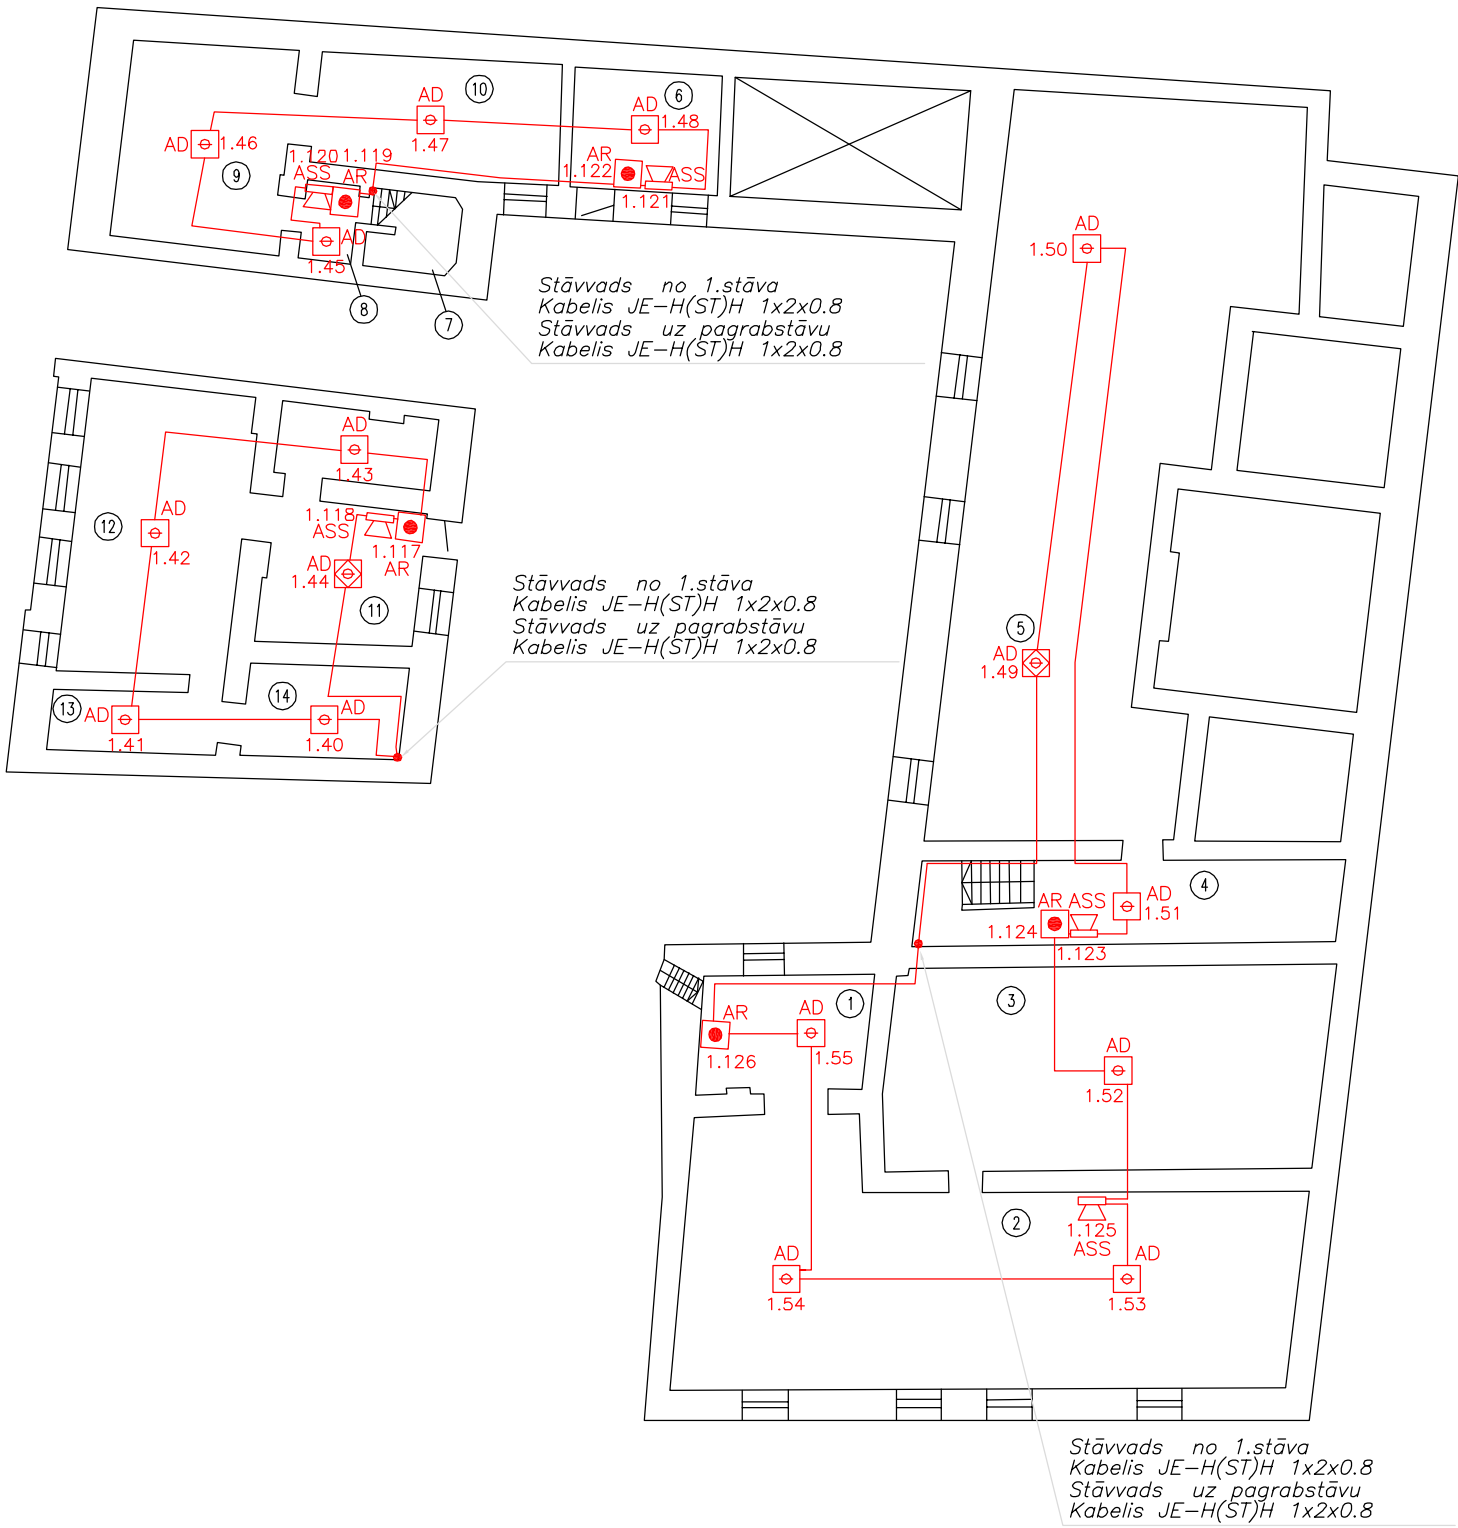 10
6
AD
AD
1.48
1.47
AD
1.46
9
1.120
1.119
ASS
AR
AR
1.122
ASS
1.121
AD
1.45
8
7
Stāvvads no 1.stāva
Kabelis JE-H(ST)H 1x2x0.8
Stāvvads uz pagrabstāvu
Kabelis JE-H(ST)H 1x2x0.8
AD
1.50
AD
1.43
12
AD
1.42
1.118
ASS
1.117
AR
AD
1.44
11
Stāvvads no 1.stāva
Kabelis JE-H(ST)H 1x2x0.8
Stāvvads uz pagrabstāvu
Kabelis JE-H(ST)H 1x2x0.8
5
AD
1.49
13
AD
1.41
14
AD
1.40
4
AR
ASS
AD
1.51
1.124
1.123
1
3
AR
1.126
AD
1.55
AD
1.52
2
1.125
ASS
AD
1.54
AD
1.53
Stāvvads no 1.stāva
Kabelis JE-H(ST)H 1x2x0.8
Stāvvads uz pagrabstāvu
Kabelis JE-H(ST)H 1x2x0.8